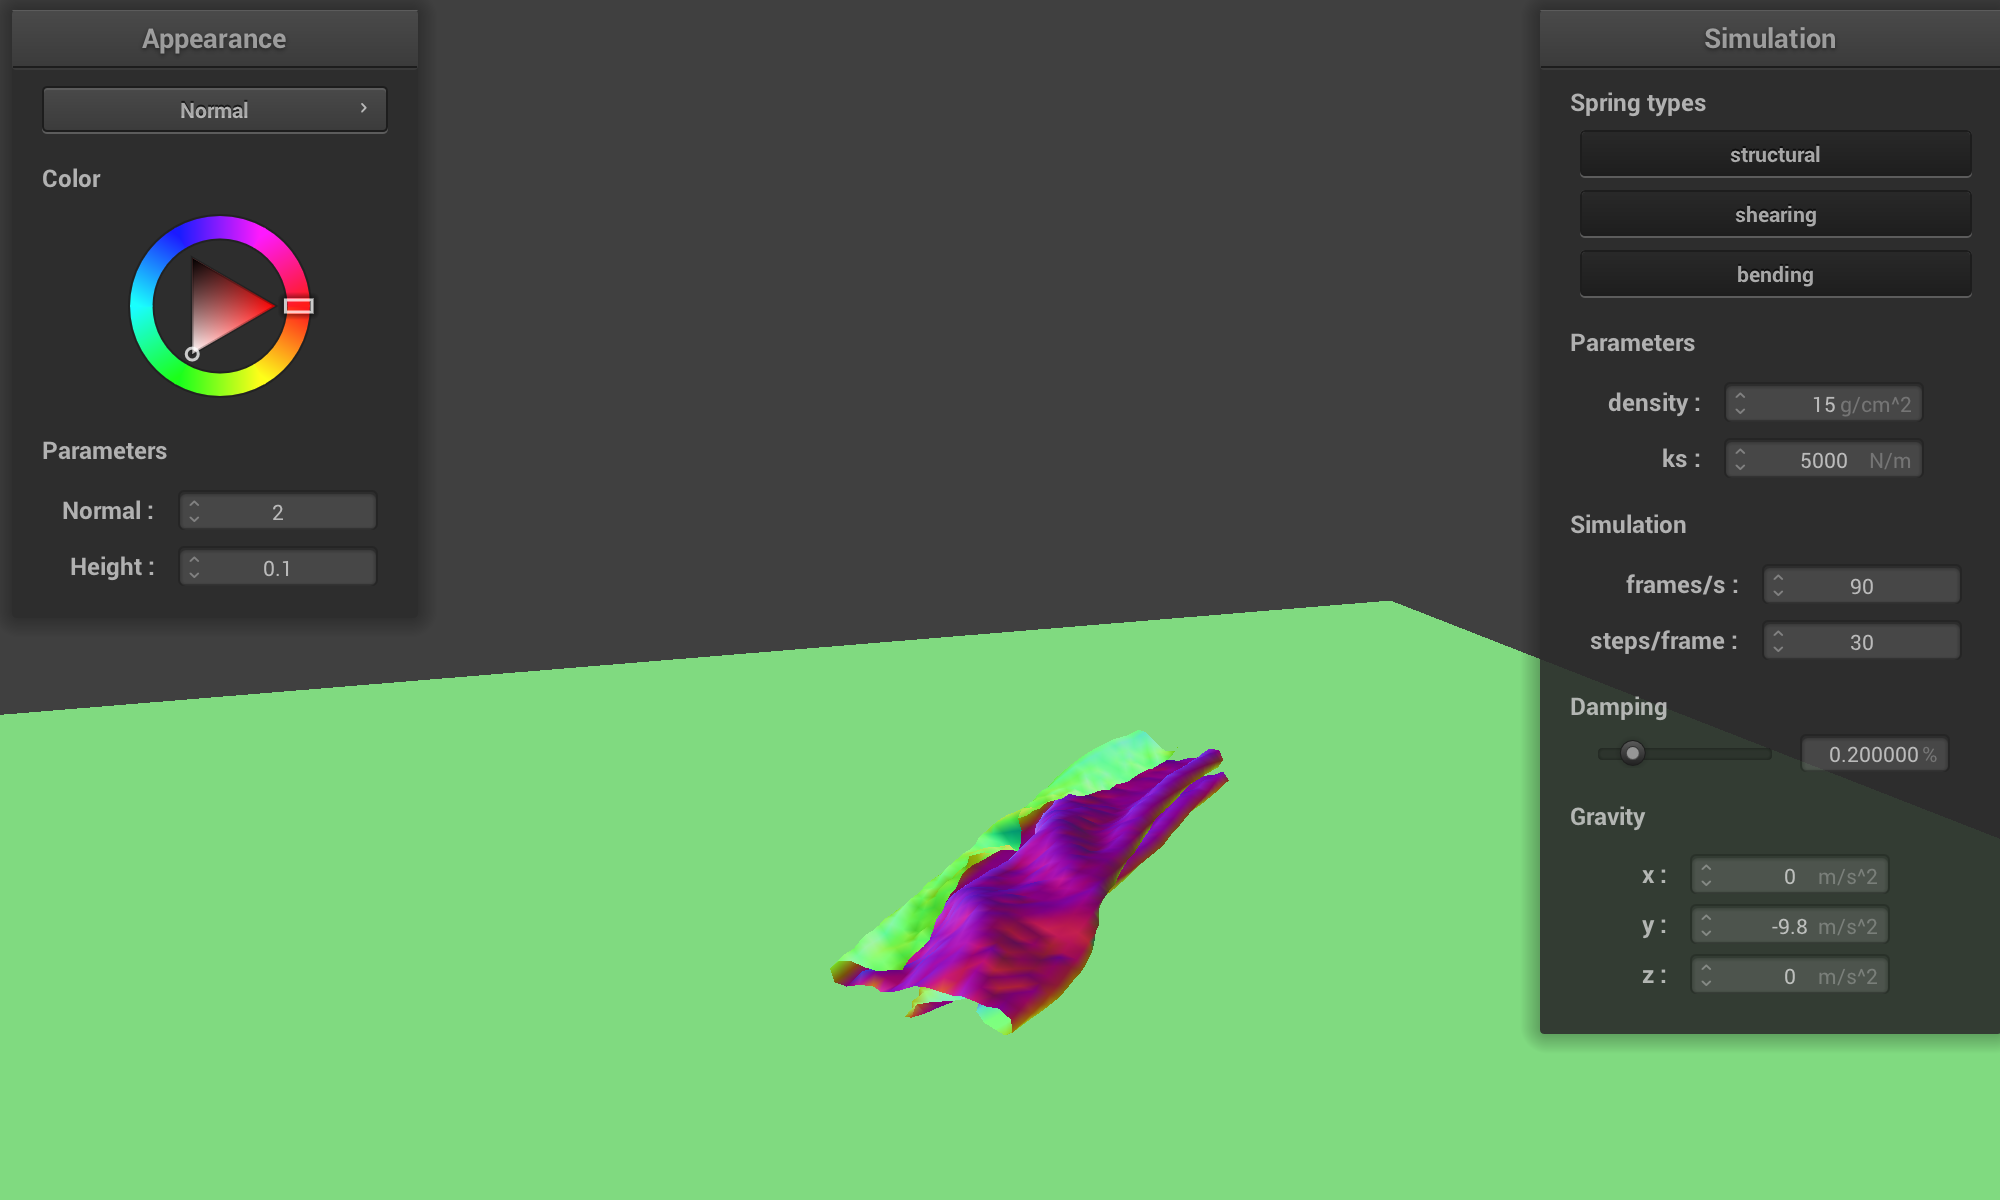 Appearance
Normal
Color
Parameters
Normal : 2
Height : 0.1
Simulation
Spring types
structural
shearing
bending
Parameters
density : 15 g/cm^2
ks : 5000 N/m
Simulation
frames/s : 90
steps/frame : 30
Damping
0.200000 %
Gravity
x : 0 m/s^2
y : -9.8 m/s^2
z : 0 m/s^2